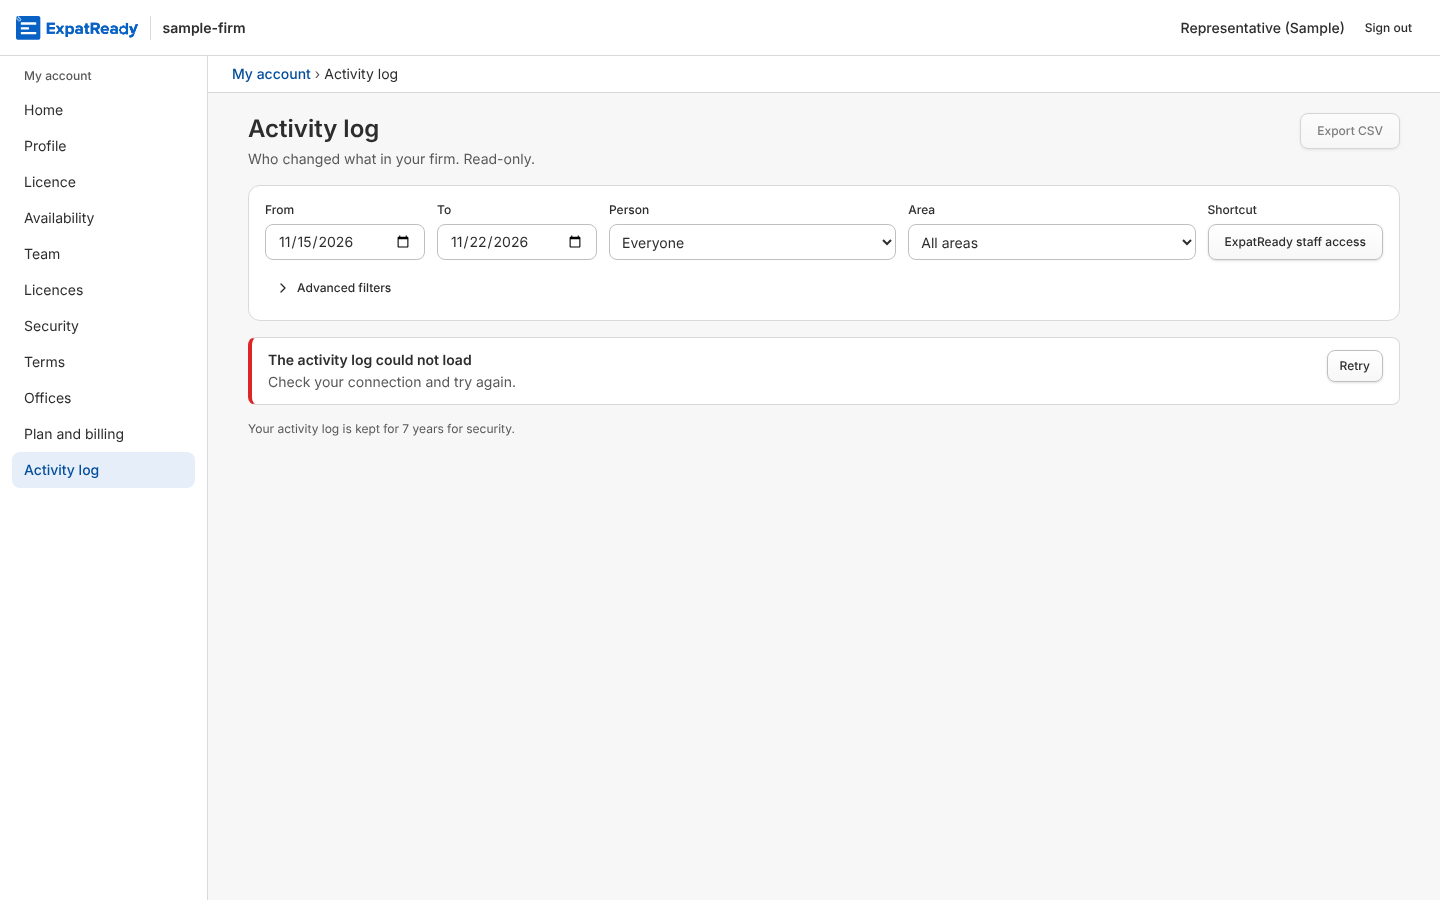 ExpatReady
sample-firm
Representative (Sample)
Sign out
My account
Home
Profile
Licence
Availability
Team
Licences
Security
Terms
Offices
Plan and billing
Activity log
My account › Activity log
Activity log
Who changed what in your firm. Read-only.
Export CSV
From
To
Person
Area
Shortcut
11/15/2026
11/22/2026
Everyone
All areas
ExpatReady staff access
Advanced filters
The activity log could not load
Check your connection and try again.
Retry
Your activity log is kept for 7 years for security.